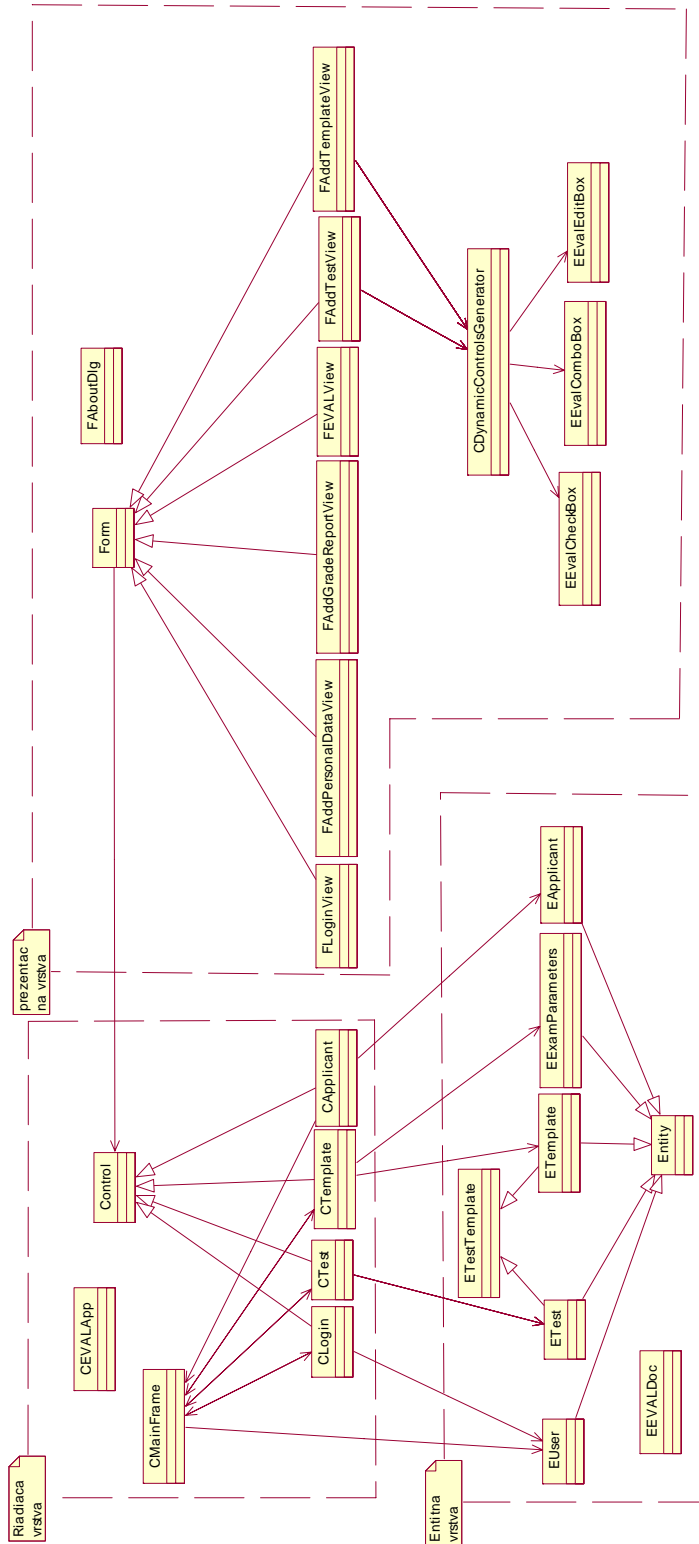 Riadiaca
vrstva
prezentac
na vrstva
CEVALApp
Control
Form
FAboutDlg
CMainFrame
CLogin
CTest
CTemplate
CApplicant
FLoginView
FAddPersonalDataView
FAddGradeReportView
FEVALView
FAddTestView
FAddTemplateView
Entitna
vrstva
ETestTemplate
CDynamicControlsGenerator
EUser
ETest
ETemplate
EExamParameters
EApplicant
EEvalCheckBox
EEvalComboBox
EEvalEditBox
EEVALDoc
Entity